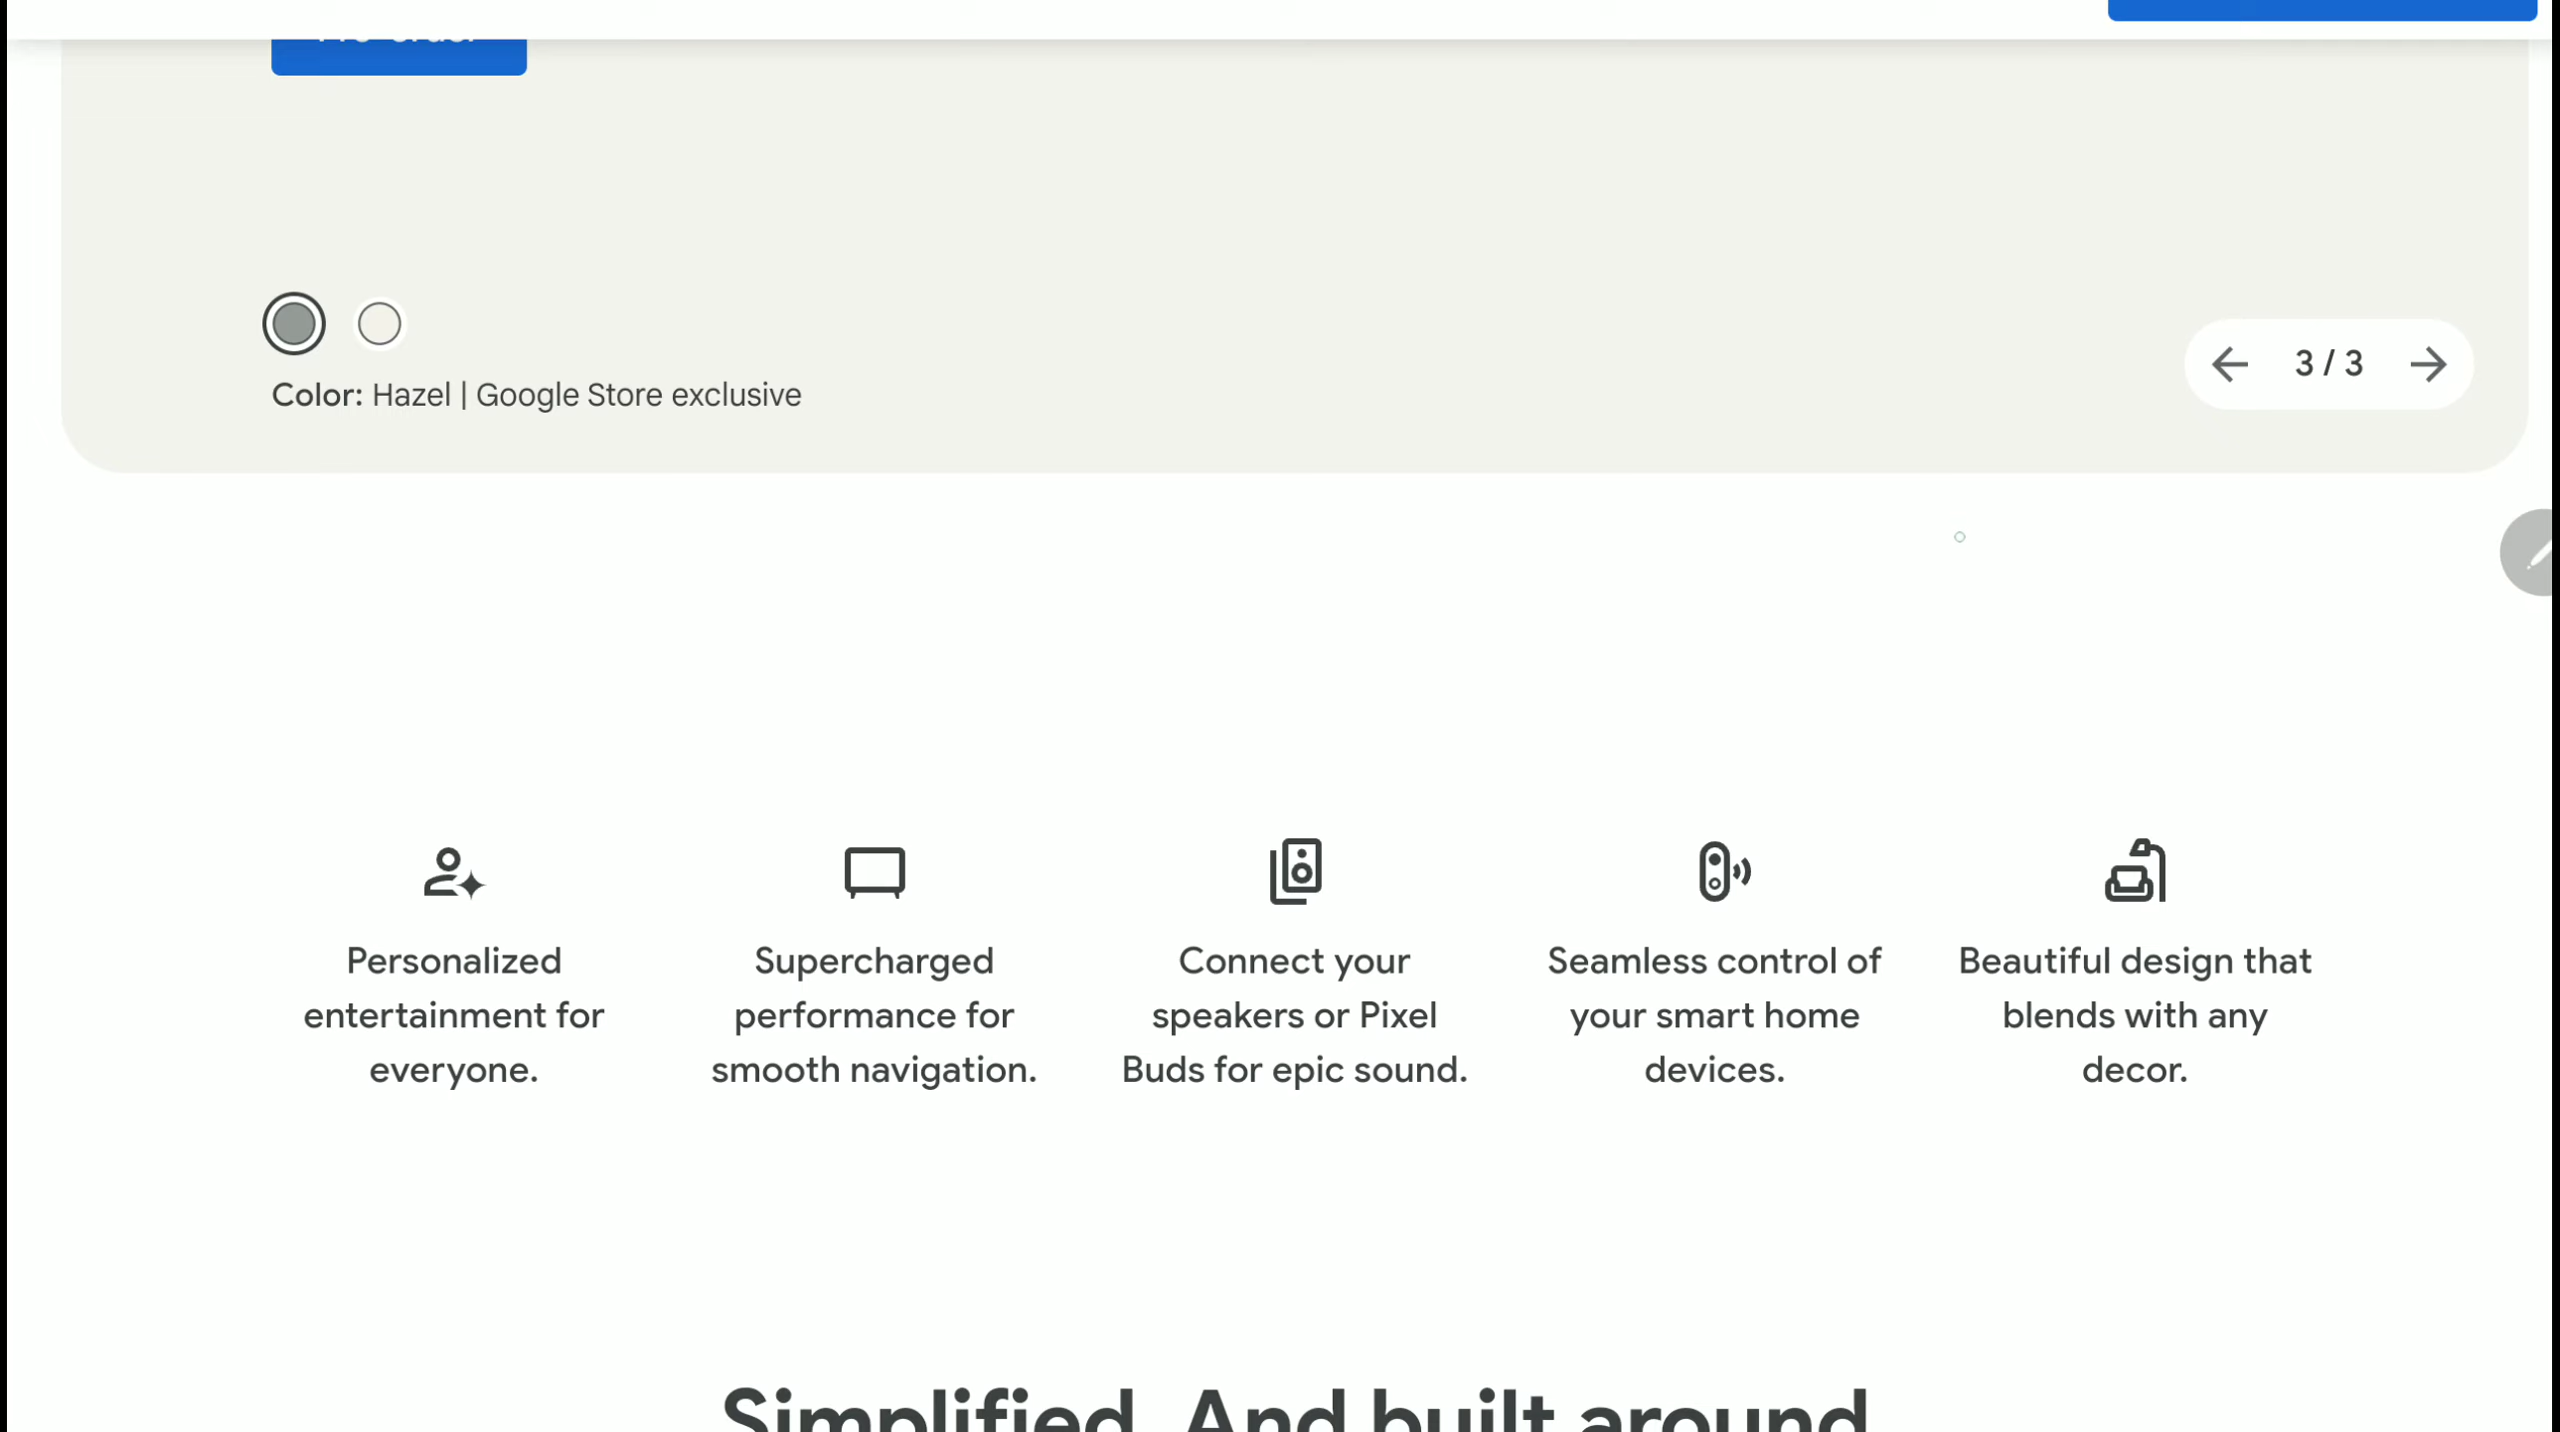 Pre-order
Color: Hazel | Google Store exclusive
3 / 3
Personalized
entertainment for
everyone.
Supercharged
performance for
smooth navigation.
Connect your
speakers or Pixel
Buds for epic sound.
Seamless control of
your smart home
devices.
Beautiful design that
blends with any
decor.
Simplified. And built around